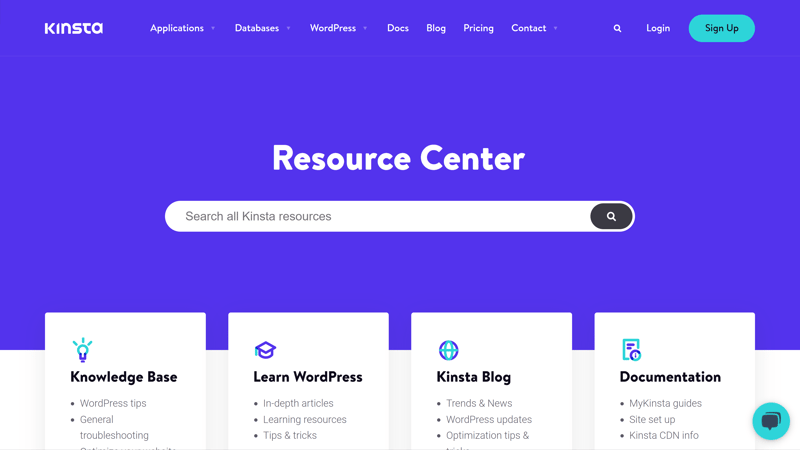 KINSTA
Applications
Databases
WordPress
Docs
Blog
Pricing
Contact
Login
Sign Up
Resource Center
Search all Kinsta resources
Knowledge Base
WordPress tips
General
troubleshooting
Learn WordPress
In-depth articles
Learning resources
Tips & tricks
Kinsta Blog
Trends & News
WordPress updates
Optimization tips &
Documentation
MyKinsta guides
Site set up
Kinsta CDN info